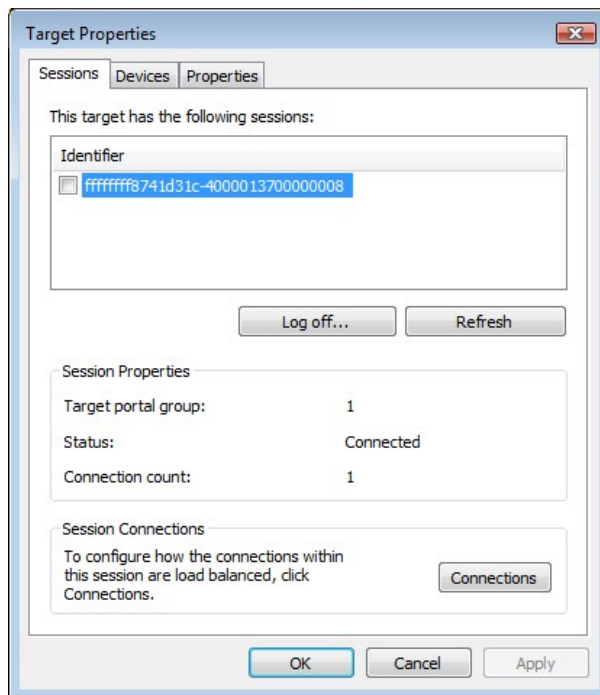 Target Properties
Sessions Devices Properties
This target has the following sessions:
Identifier
ffffffff8741d31c-4000013700000008
Log off... Refresh
Session Properties
Target portal group: 1
Status: Connected
Connection count: 1
Session Connections
To configure how the connections within
this session are load balanced, click
Connections.
Connections
OK Cancel Apply